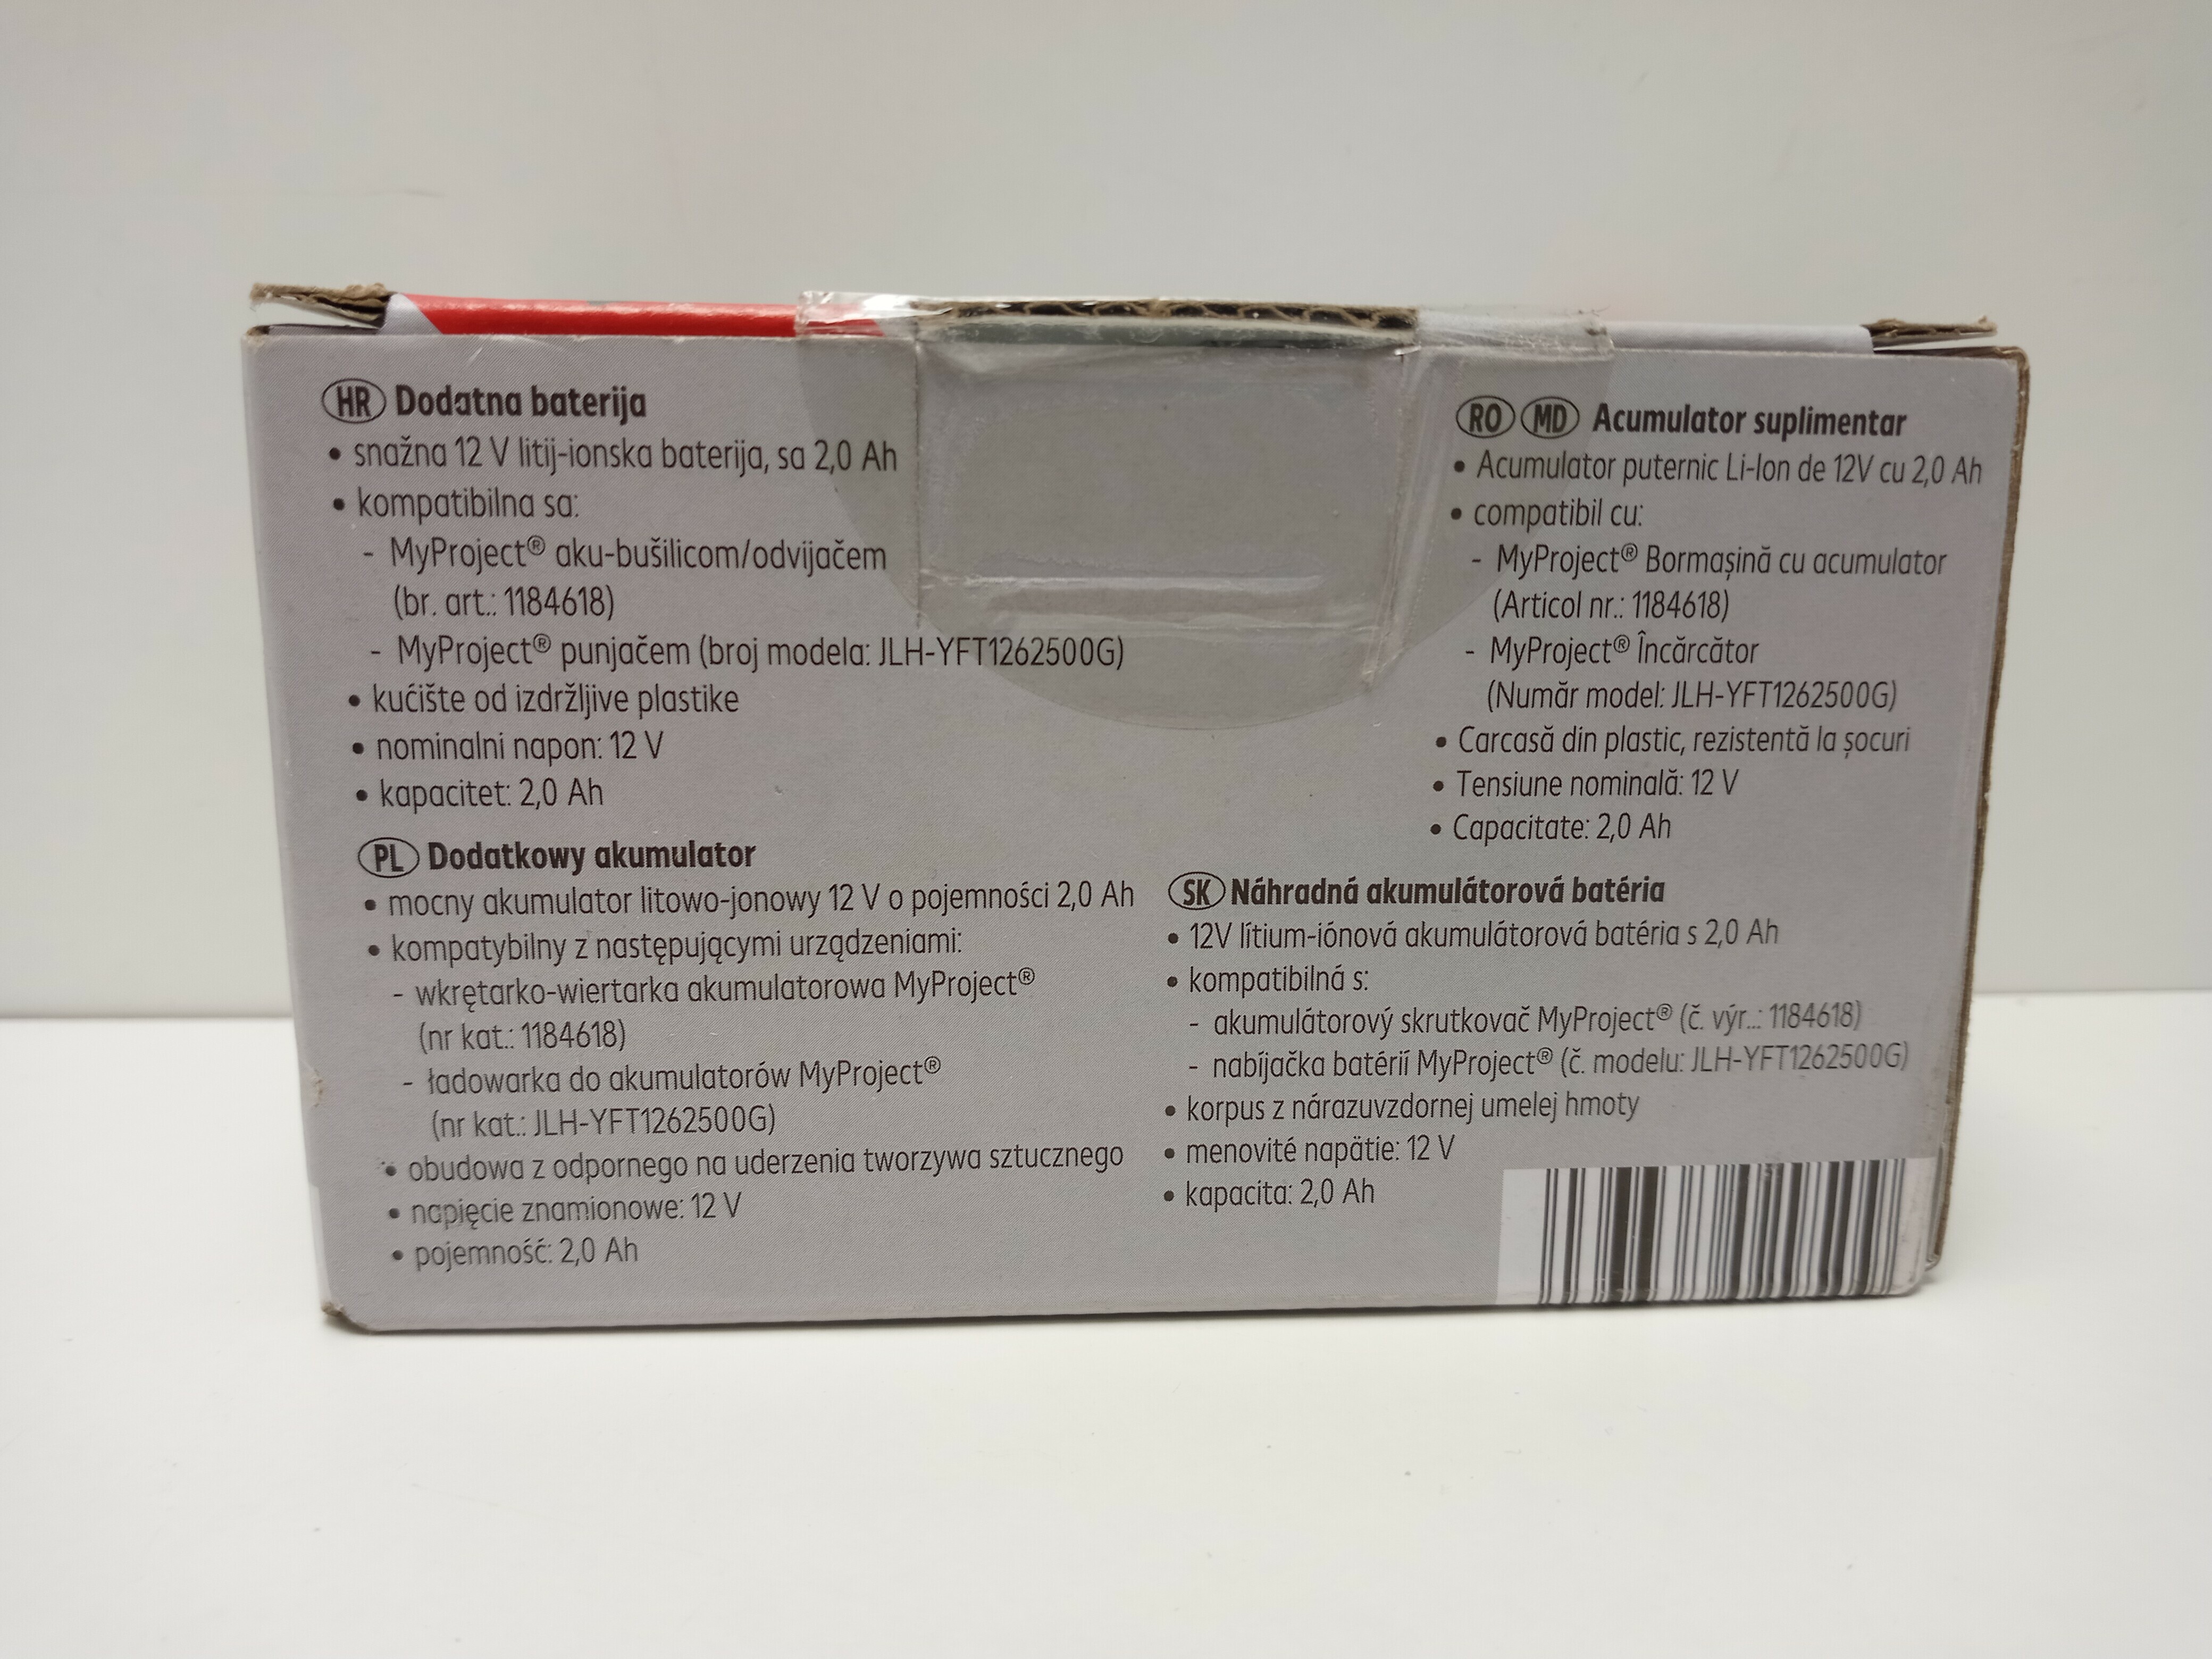 HR Dodatna baterija
• snažna 12 V litij-ionska baterija, sa 2,0 Ah
• kompatibilna sa:
- MyProject® aku-bušilicom/odvijačem
(br. art.: 1184618)
- MyProject® punjačem (broj modela: JLH-YFT1262500G)
• kućište od izdržljive plastike
• nominalni napon: 12 V
• kapacitet: 2,0 Ah
PL Dodatkowy akumulator
• mocny akumulator litowo-jonowy 12 V o pojemności 2,0 Ah
• kompatybilny z następującymi urządzeniami:
- wkrętarko-wiertarka akumulatorowa MyProject®
(nr kat.: 1184618)
- ładowarka do akumulatorów MyProject®
(nr kat.: JLH-YFT1262500G)
• obudowa z odpornego na uderzenia tworzywa sztucznego
• napięcie znamionowe: 12 V
• pojemność: 2,0 Ah
RO MD Acumulator suplimentar
• Acumulator puternic Li-Ion de 12V cu 2,0 Ah
• compatibil cu:
- MyProject® Bormașină cu acumulator
(Articol nr.: 1184618)
- MyProject® Încărcător
(Număr model: JLH-YFT1262500G)
• Carcasă din plastic, rezistentă la șocuri
• Tensiune nominală: 12 V
• Capacitate: 2,0 Ah
SK Náhradná akumulátorová batéria
• 12V lítium-iónová akumulátorová batéria s 2,0 Ah
• kompatibilná s:
- akumulátorový skrutkovač MyProject® (č. výr..: 1184618)
- nabíjačka batérií MyProject® (č. modelu: JLH-YFT1262500G)
• korpus z nárazuvzdornej umelej hmoty
• menovité napätie: 12 V
• kapacita: 2,0 Ah